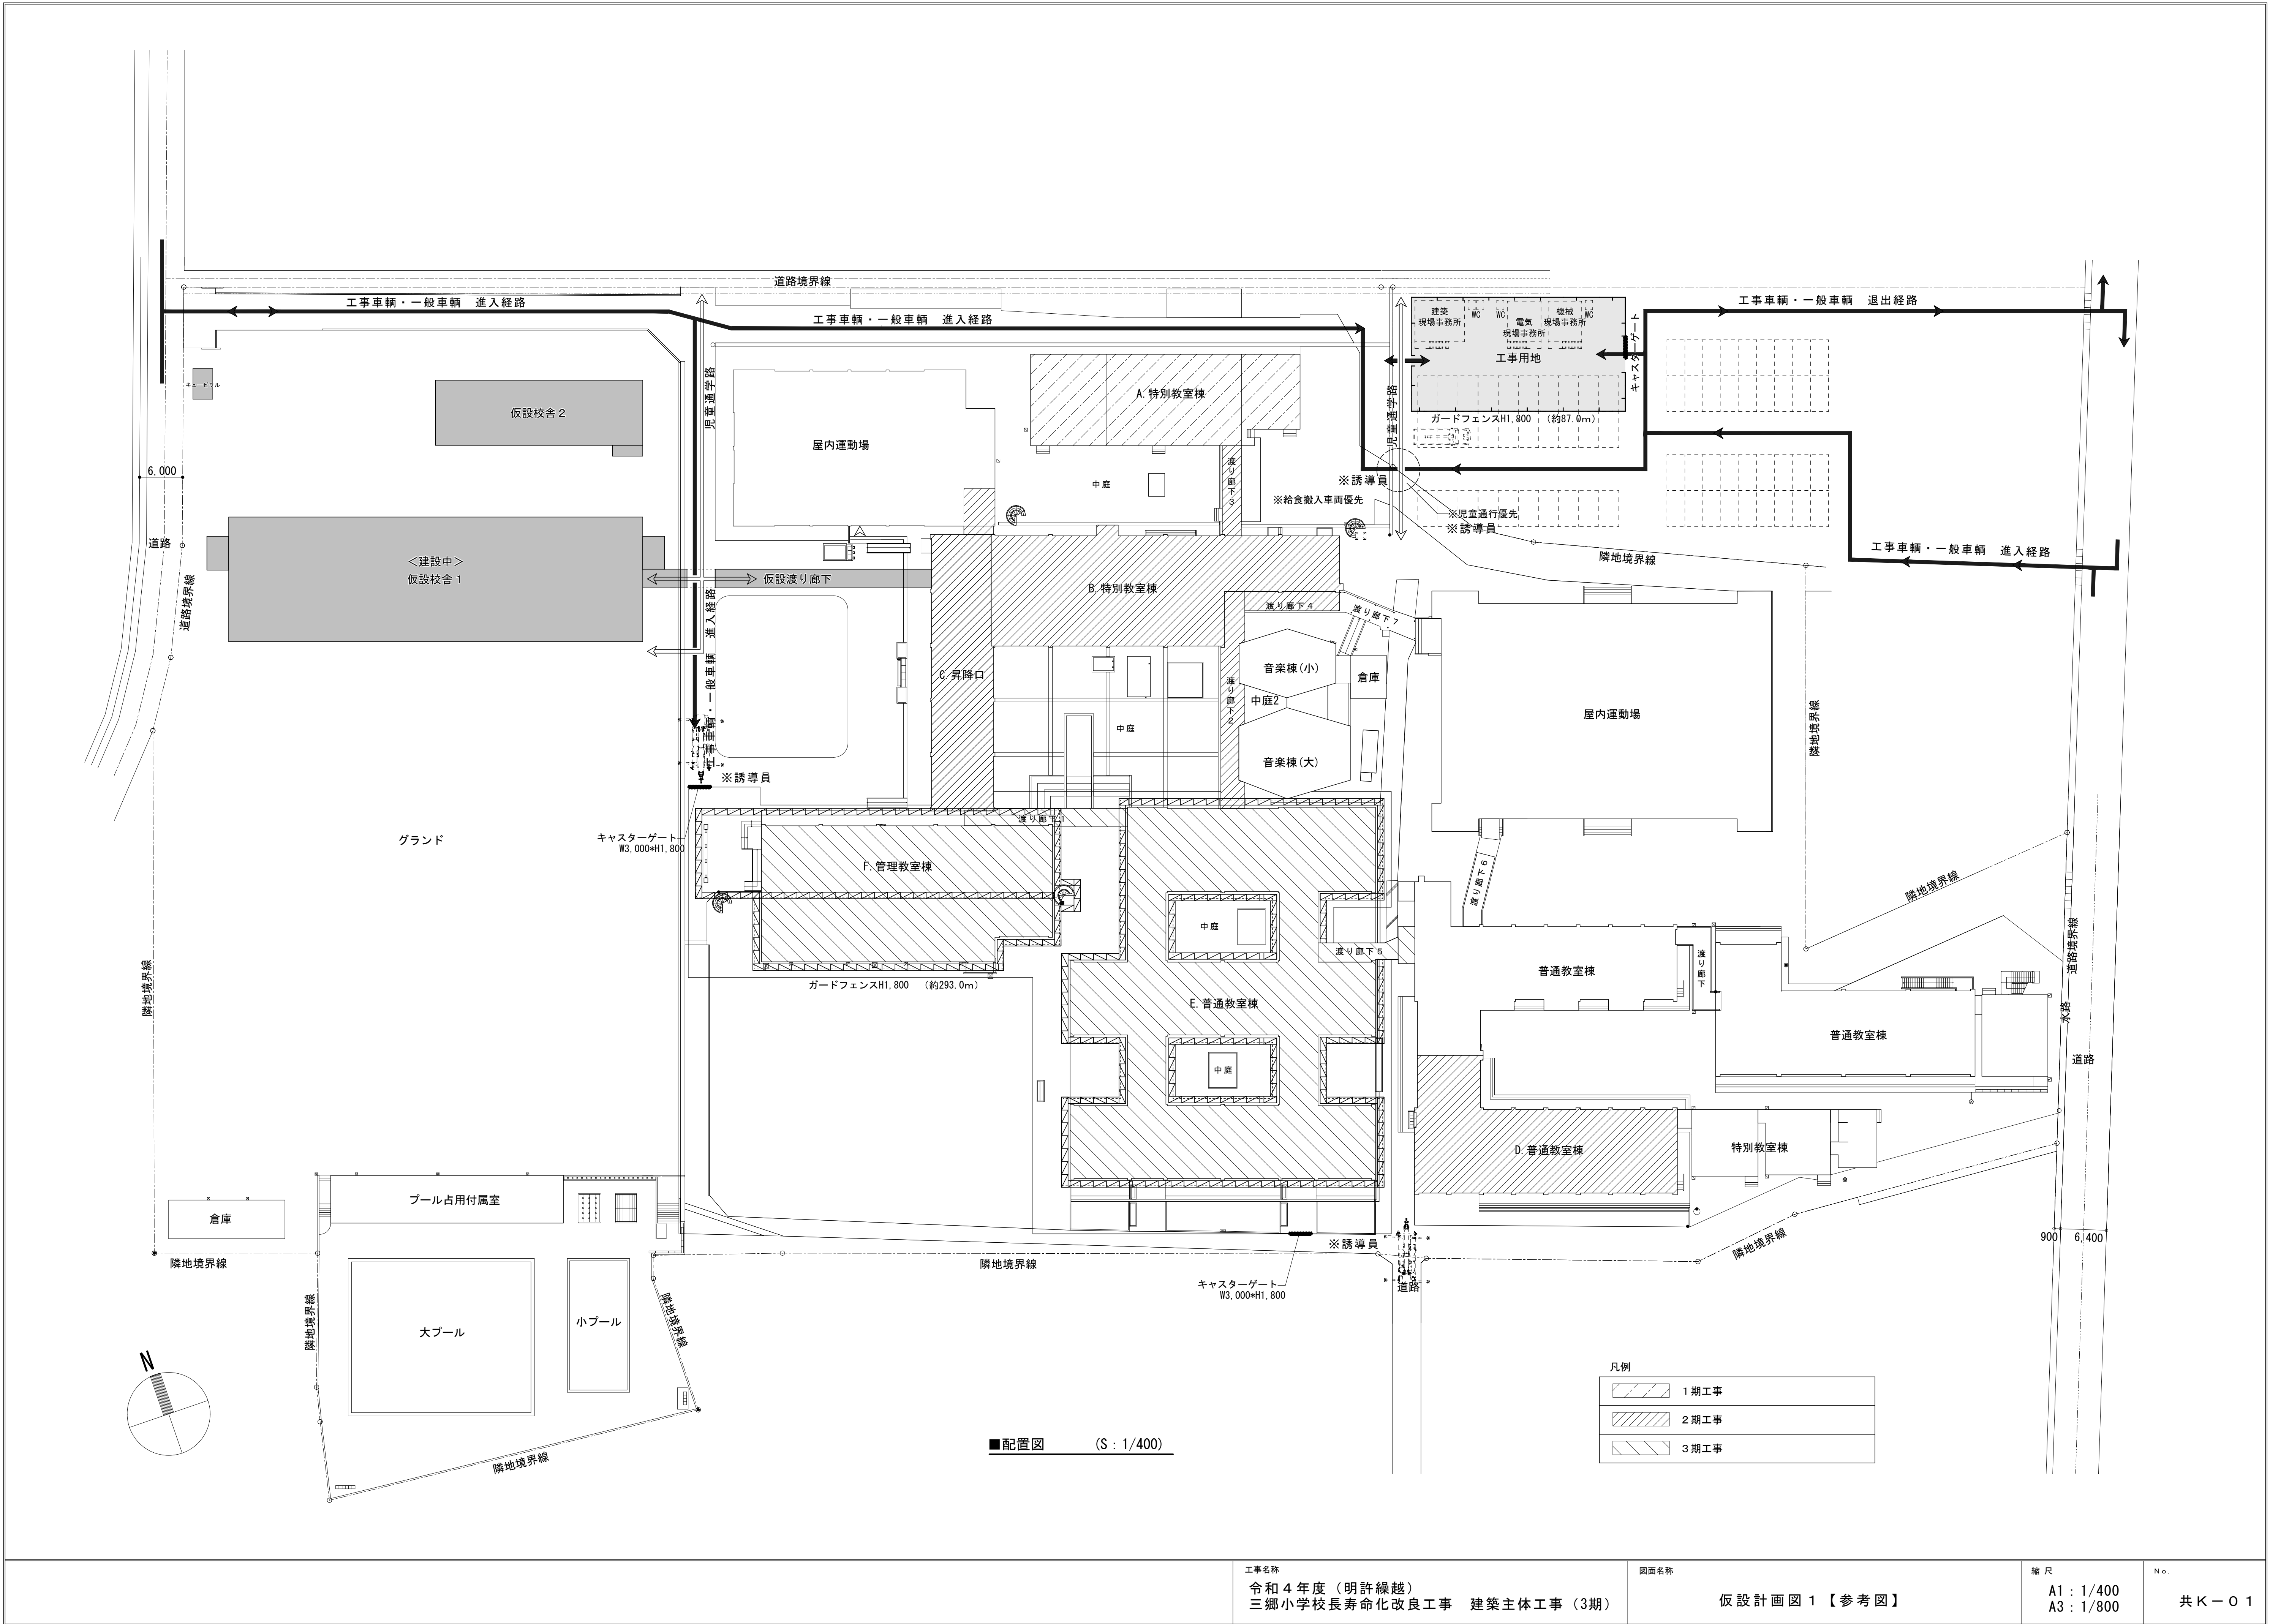 道路境界線
工事車輌・一般車輌　進入経路
工事車輌・一般車輌　進入経路
工事車輌・一般車輌　退出経路
建築
現場事務所
WC
WC
電気
現場事務所
機械
現場事務所
WC
工事用地
キャスターゲート
ガードフェンスH1,800　（約87.0m）
キュービクル
仮設校舎２
児童通学路
屋内運動場
A.特別教室棟
児童通学路
6,000
中庭
渡り廊下3
※誘導員
※給食搬入車両優先
※児童通行優先
※誘導員
道路
＜建設中＞
仮設校舎１
仮設渡り廊下
B.特別教室棟
隣地境界線
工事車輌・一般車輌　進入経路
道路境界線
工事車輌・一般車輌　進入経路
渡り廊下4
渡り廊下7
C.昇降口
音楽棟(小)
倉庫
渡り廊下2
中庭2
中庭
屋内運動場
隣地境界線
音楽棟(大)
※誘導員
グランド
キャスターゲート
W3,000*H1,800
渡り廊下1
F.管理教室棟
渡り廊下6
隣地境界線
中庭
渡り廊下5
普通教室棟
渡り廊下
道路境界線
隣地境界線
ガードフェンスH1,800　（約293.0m）
E.普通教室棟
水路
普通教室棟
道路
中庭
D.普通教室棟
特別教室棟
プール占用付属室
倉庫
隣地境界線
隣地境界線
※誘導員
隣地境界線
900
6,400
キャスターゲート
W3,000*H1,800
道路
隣地境界線
大プール
小プール
隣地境界線
隣地境界線
N
凡例
１期工事
２期工事
３期工事
■配置図　(S：1/400)
工事名称
令和４年度（明許繰越）
三郷小学校長寿命化改良工事　建築主体工事（3期）
図面名称
仮設計画図１【参考図】
縮尺
A1：1/400
A3：1/800
No.
共Ｋ－０１